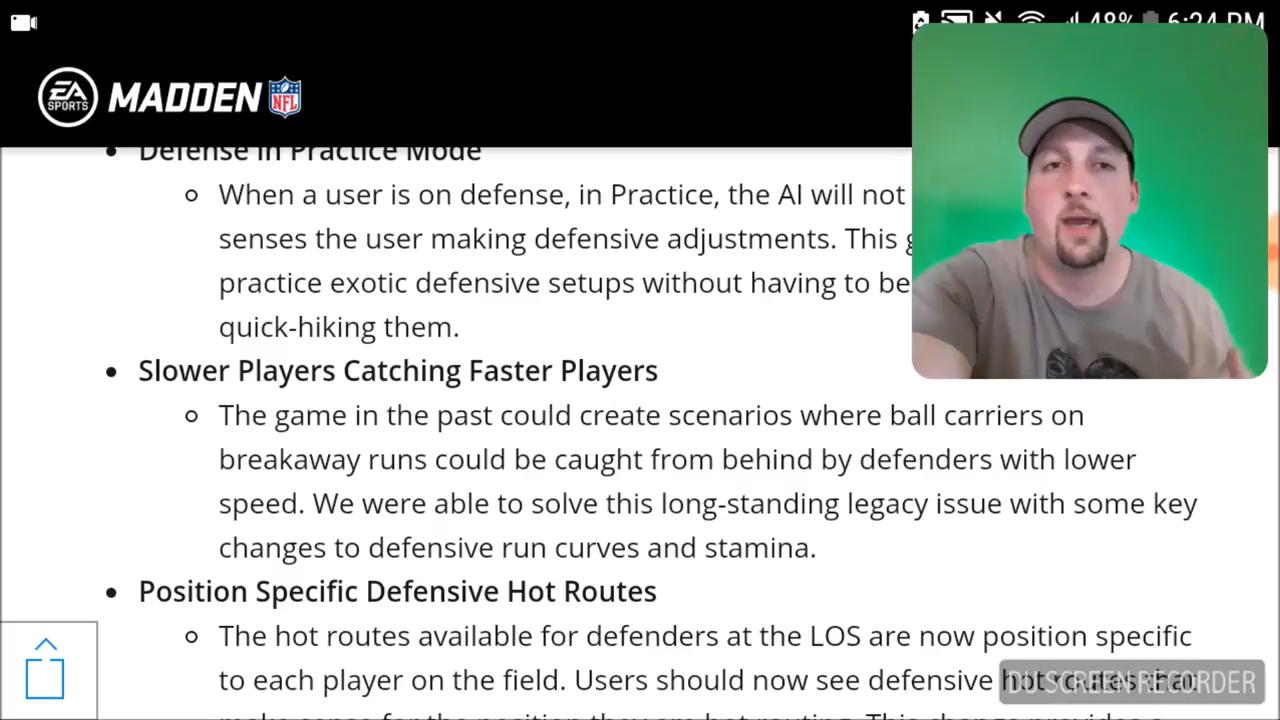 48% 6:24 PM
EA SPORTS MADDEN NFL
Defense in Practice Mode
When a user is on defense, in Practice, the AI will not
senses the user making defensive adjustments. This
practice exotic defensive setups without having to be
quick-hiking them.
Slower Players Catching Faster Players
The game in the past could create scenarios where ball carriers on
breakaway runs could be caught from behind by defenders with lower
speed. We were able to solve this long-standing legacy issue with some key
changes to defensive run curves and stamina.
Position Specific Defensive Hot Routes
The hot routes available for defenders at the LOS are now position specific
to each player on the field. Users should now see defensive
DU SCREEN RECORDER